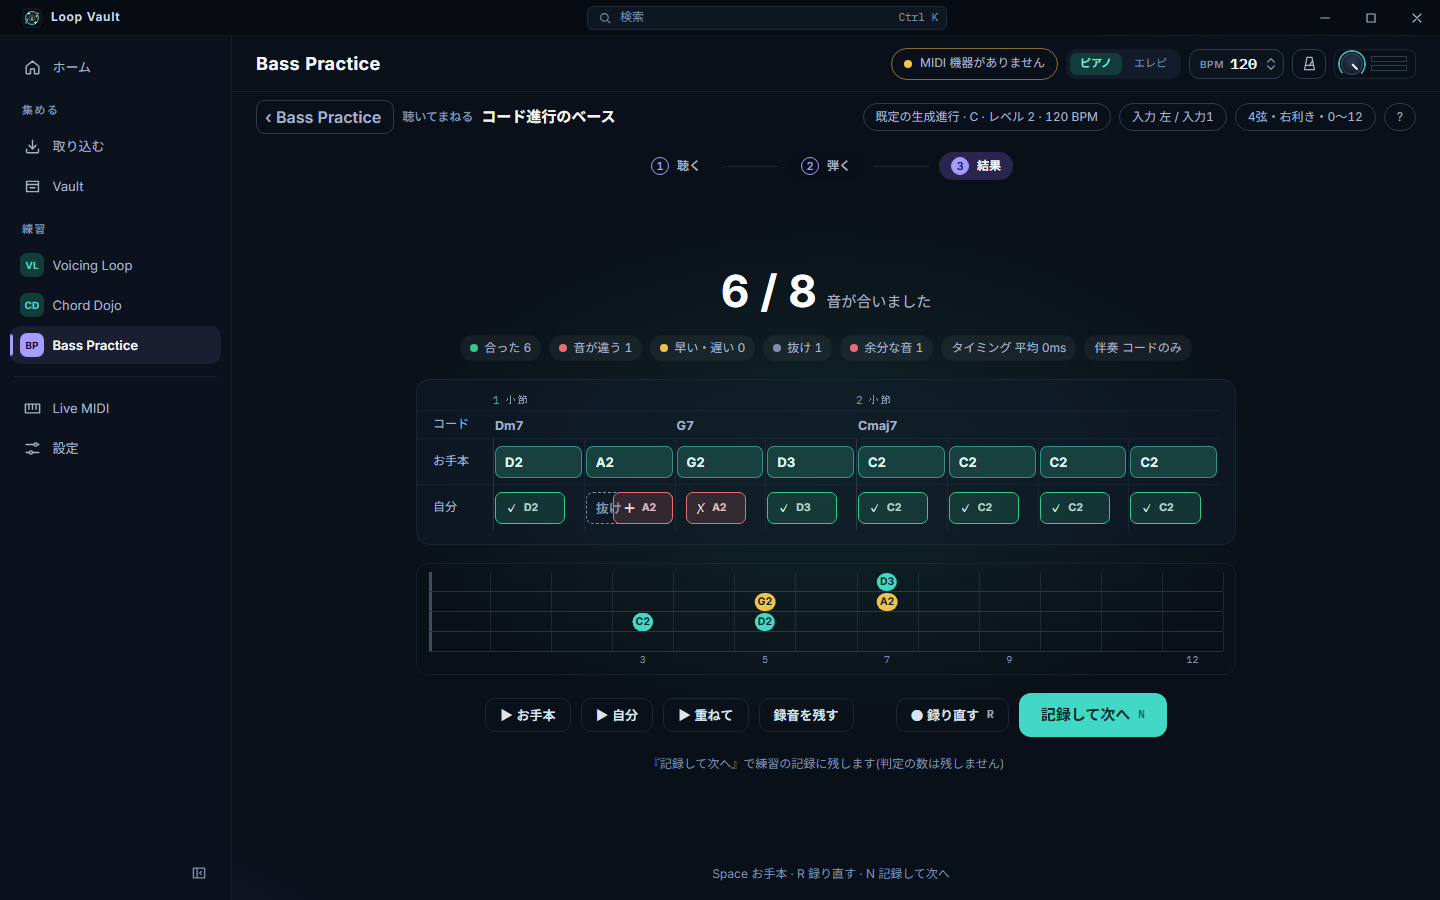 Loop Vault
検索 Ctrl K
ホーム
集める
取り込む
Vault
練習
VL Voicing Loop
CD Chord Dojo
BP Bass Practice
Live MIDI
設定
Bass Practice
MIDI 機器がありません
ピアノ エレピ
BPM 120
‹ Bass Practice 聴いてまねる コード進行のベース
既定の生成進行 · C · レベル 2 · 120 BPM
入力 左 / 入力1
4弦・右利き・0〜12
?
1 聴く
2 弾く
3 結果
6 / 8 音が合いました
合った 6
音が違う 1
早い・遅い 0
抜け 1
余分な音 1
タイミング 平均 0ms
伴奏 コードのみ
1 小節 2 小節
コード Dm7 G7 Cmaj7
お手本 D2 A2 G2 D3 C2 C2 C2 C2
自分 ✓ D2 抜け + A2 ✗ A2 ✓ D3 ✓ C2 ✓ C2 ✓ C2 ✓ C2
D3
G2 A2
C2 D2
3 5 7 9 12
▶ お手本
▶ 自分
▶ 重ねて
録音を残す
● 録り直す R
記録して次へ N
『記録して次へ』で練習の記録に残します(判定の数は残しません)
Space お手本 · R 録り直す · N 記録して次へ